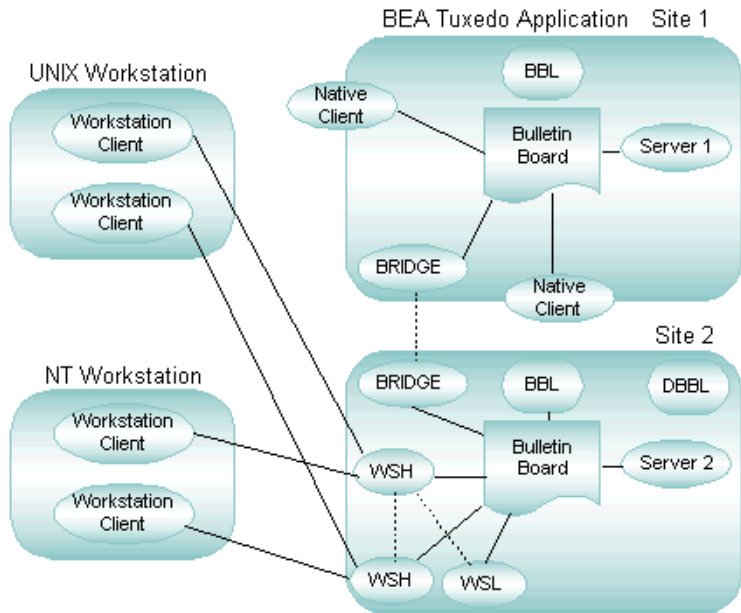 BEA Tuxedo Application Site 1
UNIX Workstation
BBL
Native
Client
Workstation
Client
Bulletin
Board
Server 1
Workstation
Client
BRIDGE
Native
Client
Site 2
NT Workstation
BRIDGE
BBL
DBBL
Workstation
Client
Bulletin
Board
WSH
Server 2
Workstation
Client
WSH
WSL